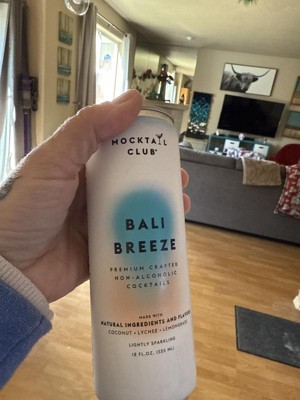 MOCKTAIL
CLUB
BALI
BREEZE
PREMIUM CRAFTED
NON-ALCOHOLIC
COCKTAILS
MADE WITH
NATURAL INGREDIENTS AND FLAVORS
COCONUT • LYCHEE • LEMONGRASS
LIGHTLY SPARKLING
12 FL.OZ. (355 ML)